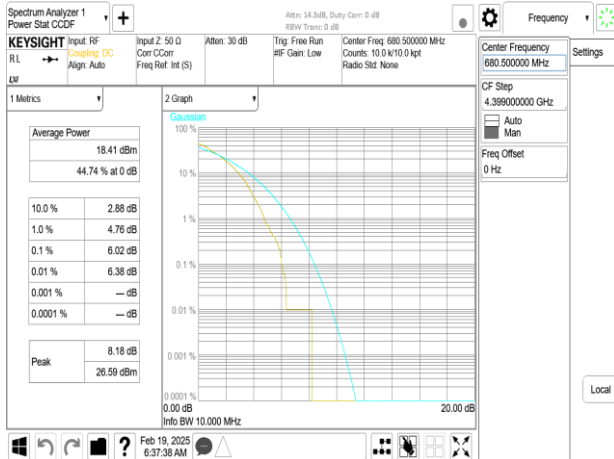 Spectrum Analyzer 1
Power Stat CCDF
Attn: 14.3dB, Duty Corr: 0 dB
RBW Trans: 0 dB
Frequency
KEYSIGHT
RL
LXI
Input: RF
Coupling: DC
Align: Auto
Input Z: 50 Ω
Corr CCorr
Freq Ref: Int (S)
Atten: 30 dB
Trig: Free Run
#IF Gain: Low
Center Freq: 680.500000 MHz
Counts: 10.0 k/10.0 kpt
Radio Std: None
Center Frequency
680.500000 MHz
Settings
CF Step
4.399000000 GHz
Auto
Man
Freq Offset
0 Hz
1 Metrics
Average Power
18.41 dBm
44.74 % at 0 dB
10.0 % 2.88 dB
1.0 % 4.76 dB
0.1 % 6.02 dB
0.01 % 6.38 dB
0.001 % --- dB
0.0001 % --- dB
Peak 8.18 dB
26.59 dBm
2 Graph
Gaussian
100 %
10 %
1 %
0.1 %
0.01 %
0.001 %
0.0001 %
0.00 dB 20.00 dB
Info BW 10.000 MHz
Local
?
Feb 19, 2025
6:37:38 AM